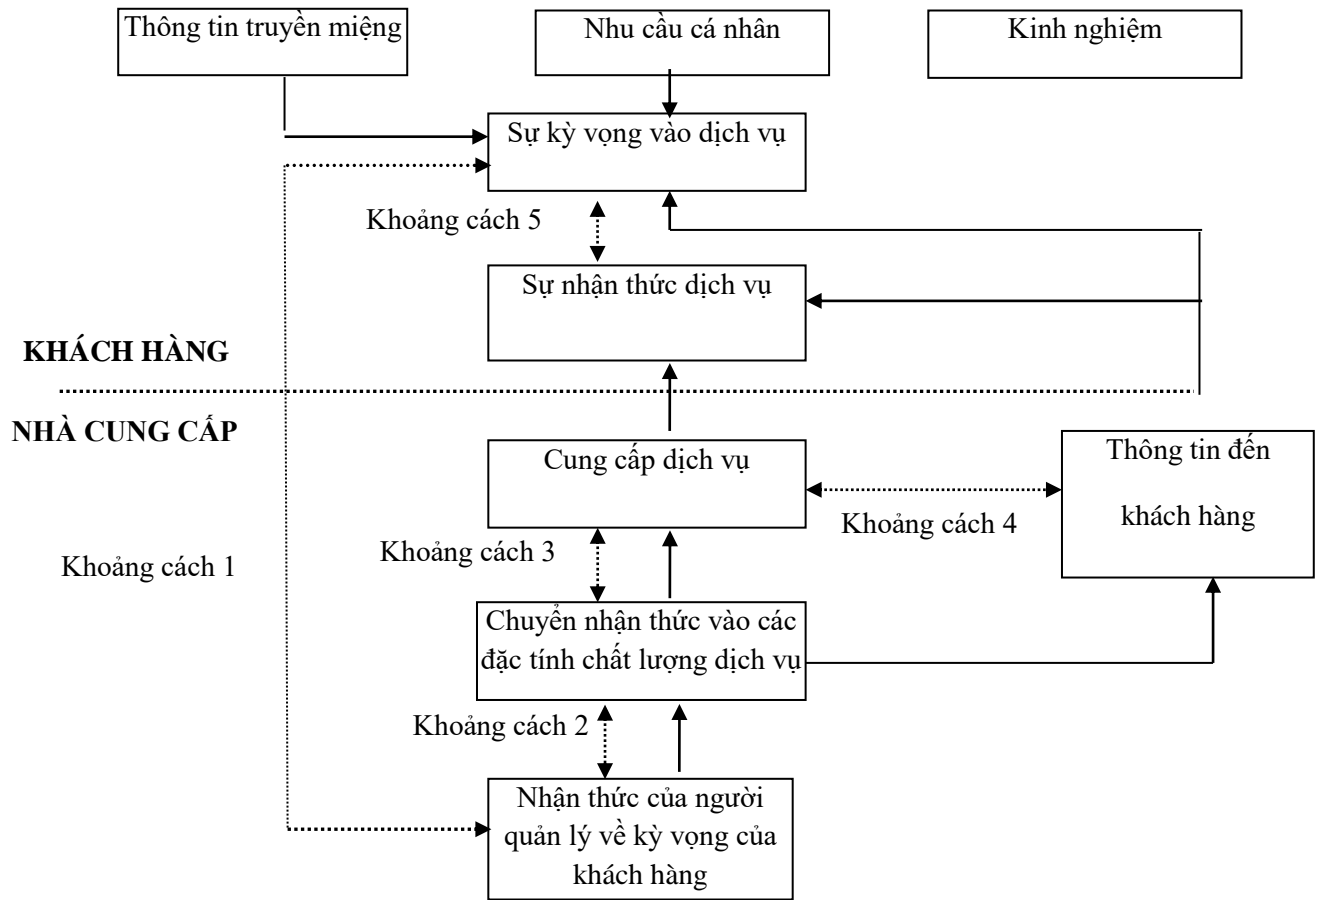 Thông tin truyền miệng
Nhu cầu cá nhân
Kinh nghiệm
Sự kỳ vọng vào dịch vụ
Khoảng cách 5
Sự nhận thức dịch vụ
KHÁCH HÀNG
NHÀ CUNG CẤP
Cung cấp dịch vụ
Thông tin đến
khách hàng
Khoảng cách 4
Khoảng cách 3
Khoảng cách 1
Chuyển nhận thức vào các
đặc tính chất lượng dịch vụ
Khoảng cách 2
Nhận thức của người
quản lý về kỳ vọng của
khách hàng